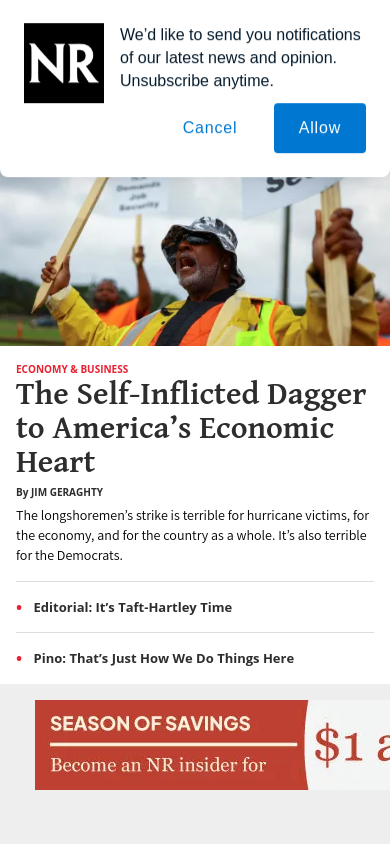 NR
We’d like to send you notifications
of our latest news and opinion.
Unsubscribe anytime.
Cancel
Allow
Demands
Job
Security
ECONOMY & BUSINESS
The Self-Inflicted Dagger
to America’s Economic
Heart
By JIM GERAGHTY
The longshoremen’s strike is terrible for hurricane victims, for
the economy, and for the country as a whole. It’s also terrible
for the Democrats.
• Editorial: It’s Taft-Hartley Time
• Pino: That’s Just How We Do Things Here
SEASON OF SAVINGS
Become an NR insider for
$1 a